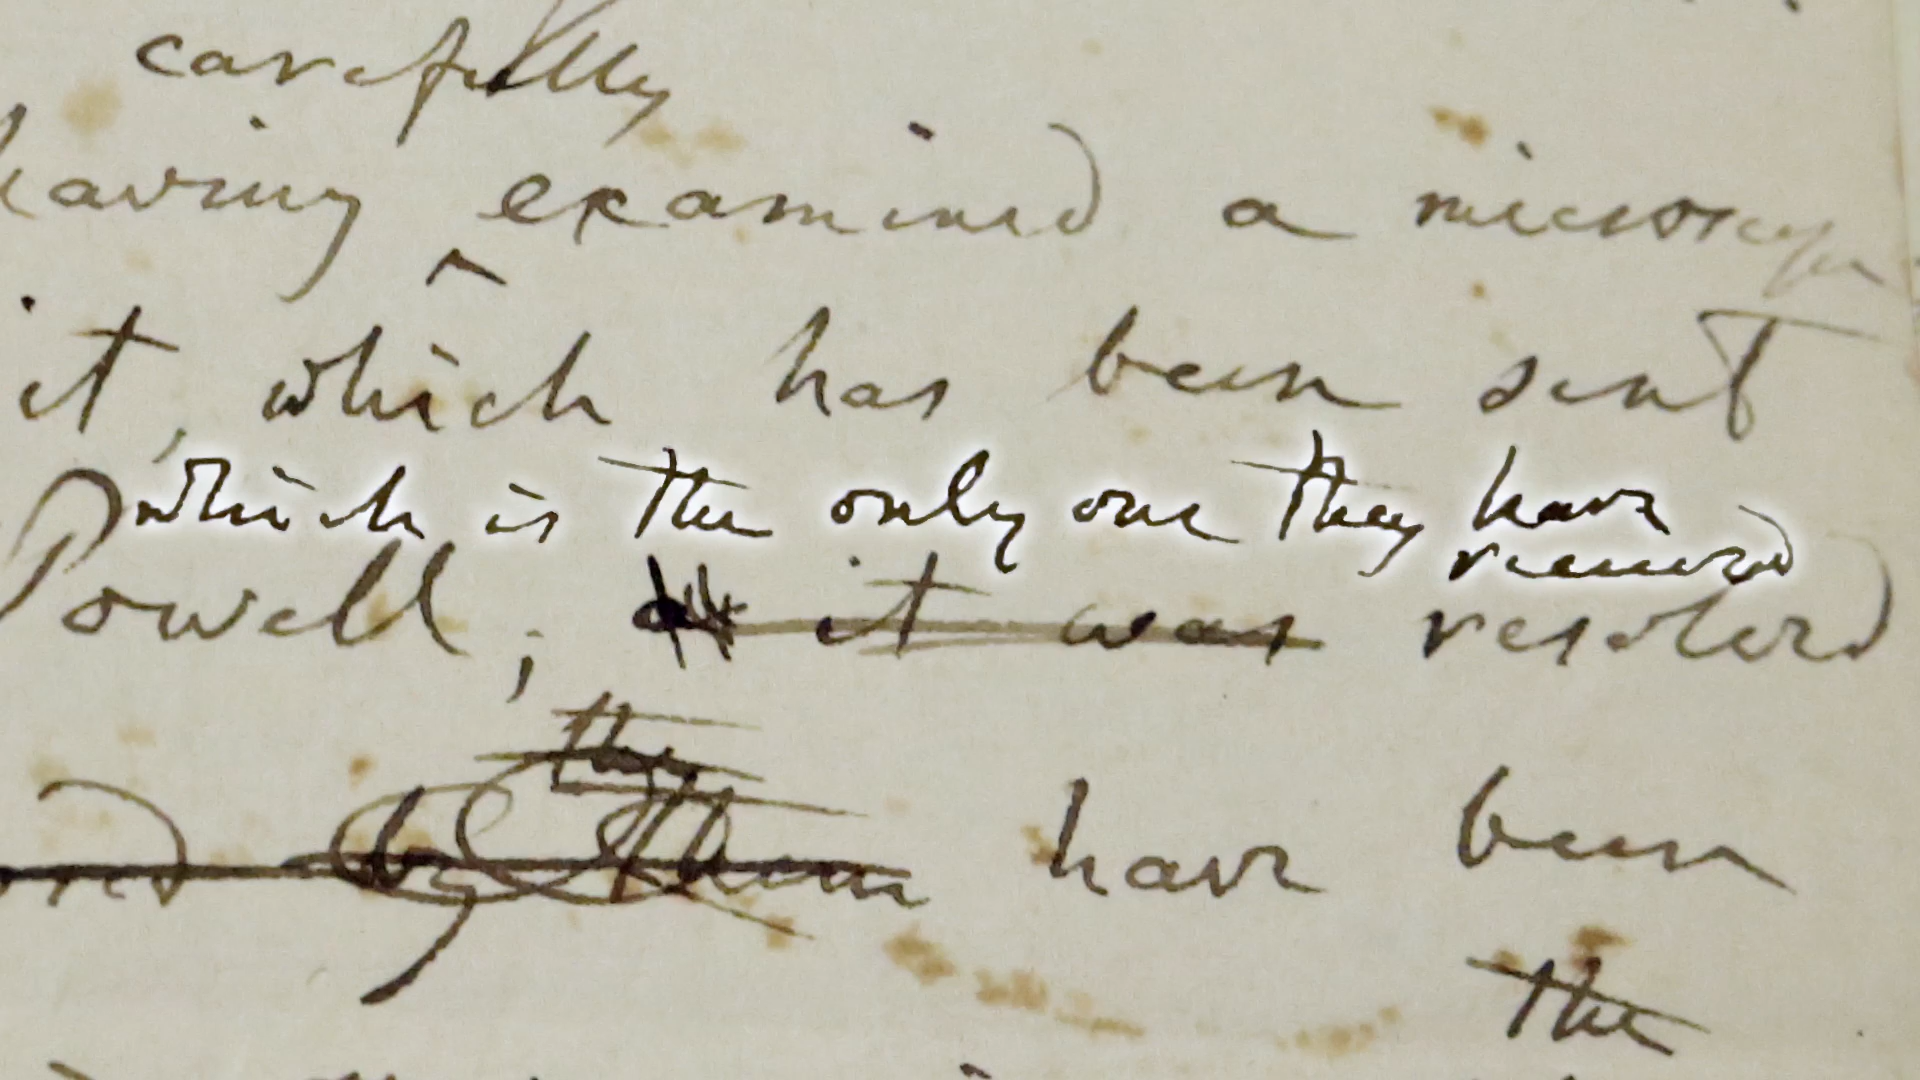 carefully
having examined a microscope
it, which has been sent
which is the only one they have
received
Powell; it was resolved
they
by them have been
the